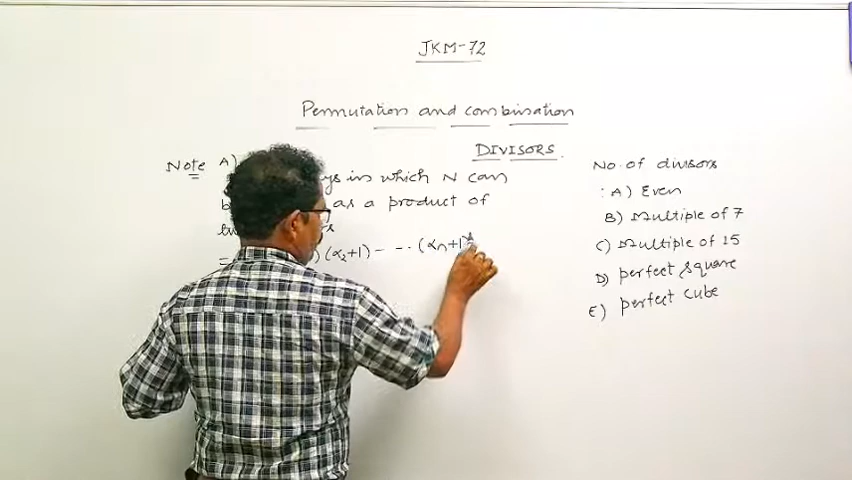 JKM-72
Permutation and combination
DIVISORS.
Note A)
ys in which N can
as a product of
= ) (α₂+1) - - . . (αn+1)
No. of divisors
: A) Even
B) Multiple of 7
C) Multiple of 15
D) perfect square
E) perfect cube